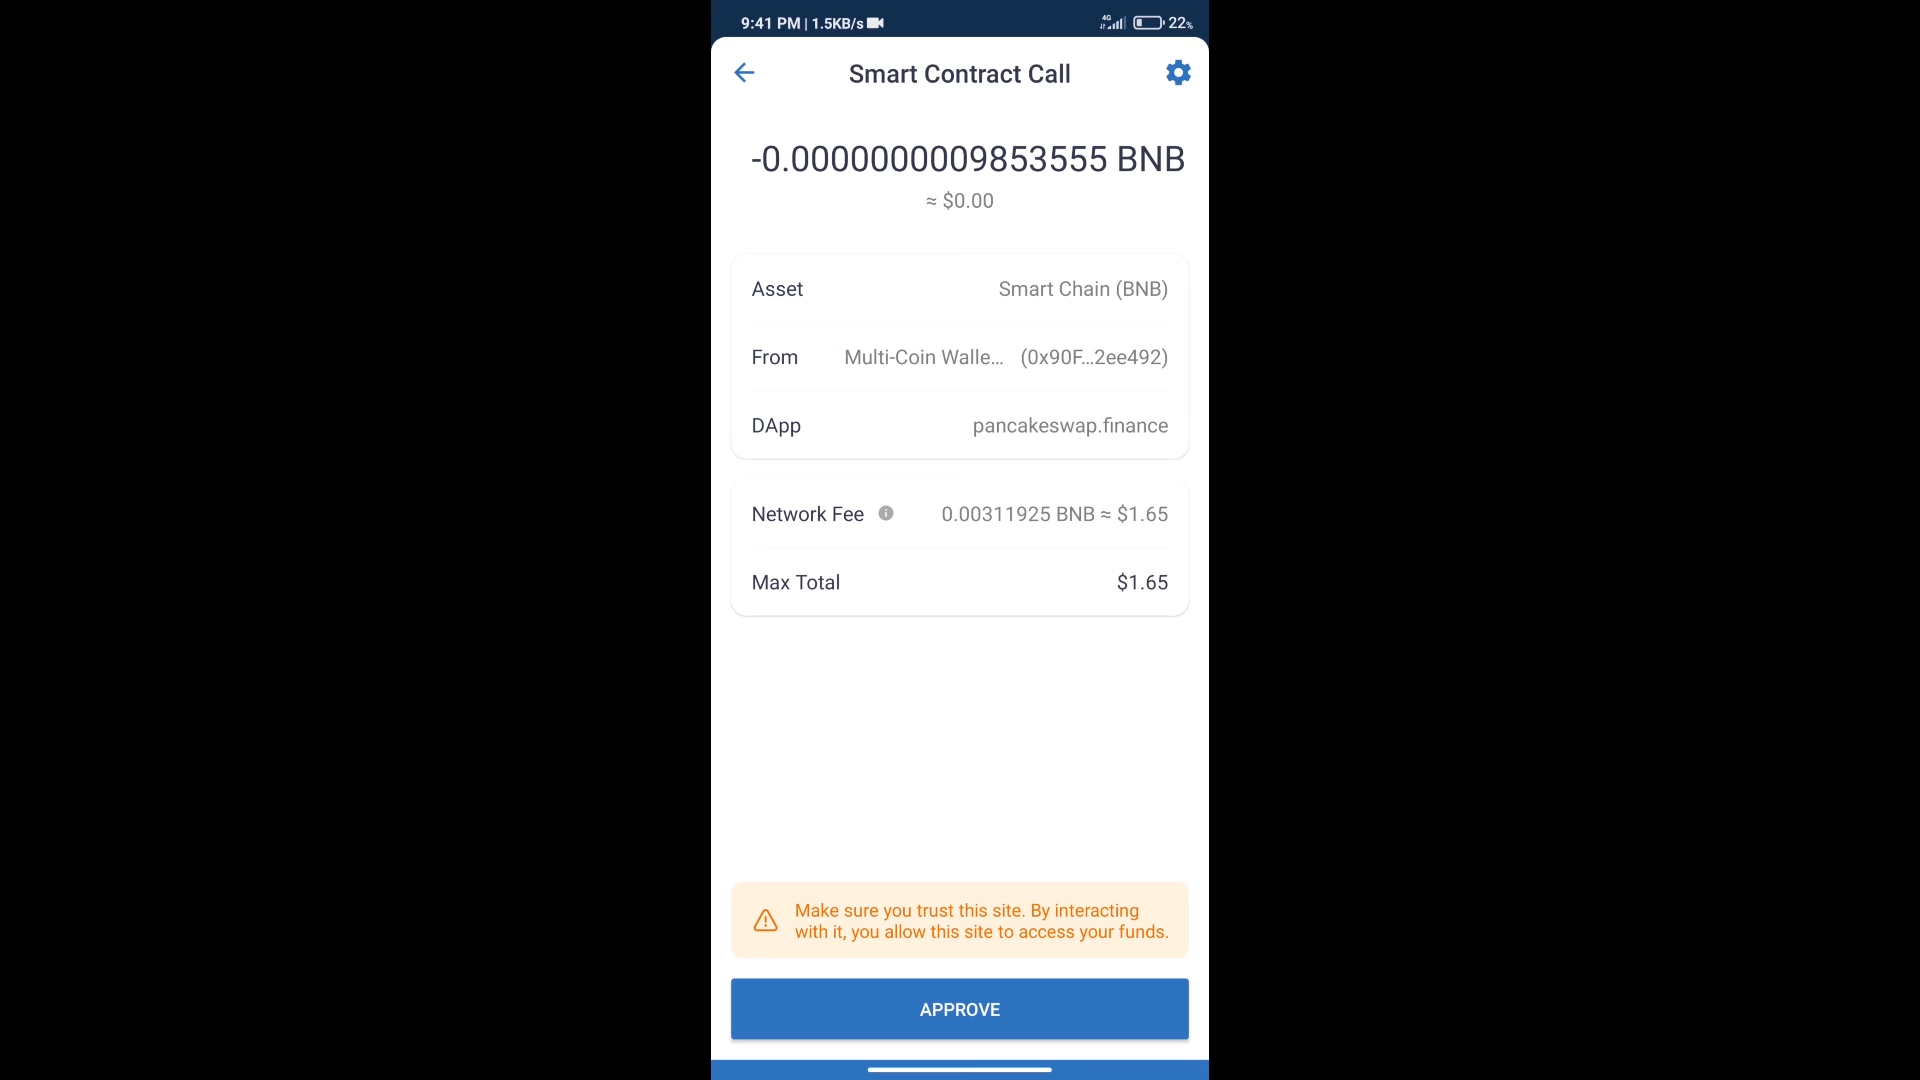 9:41 PM | 1.5KB/s 4G 22%
Smart Contract Call
-0.0000000009853555 BNB
≈ $0.00
Asset Smart Chain (BNB)
From Multi-Coin Walle... (0x90F...2ee492)
DApp pancakeswap.finance
Network Fee 0.00311925 BNB ≈ $1.65
Max Total $1.65
Make sure you trust this site. By interacting
with it, you allow this site to access your funds.
APPROVE